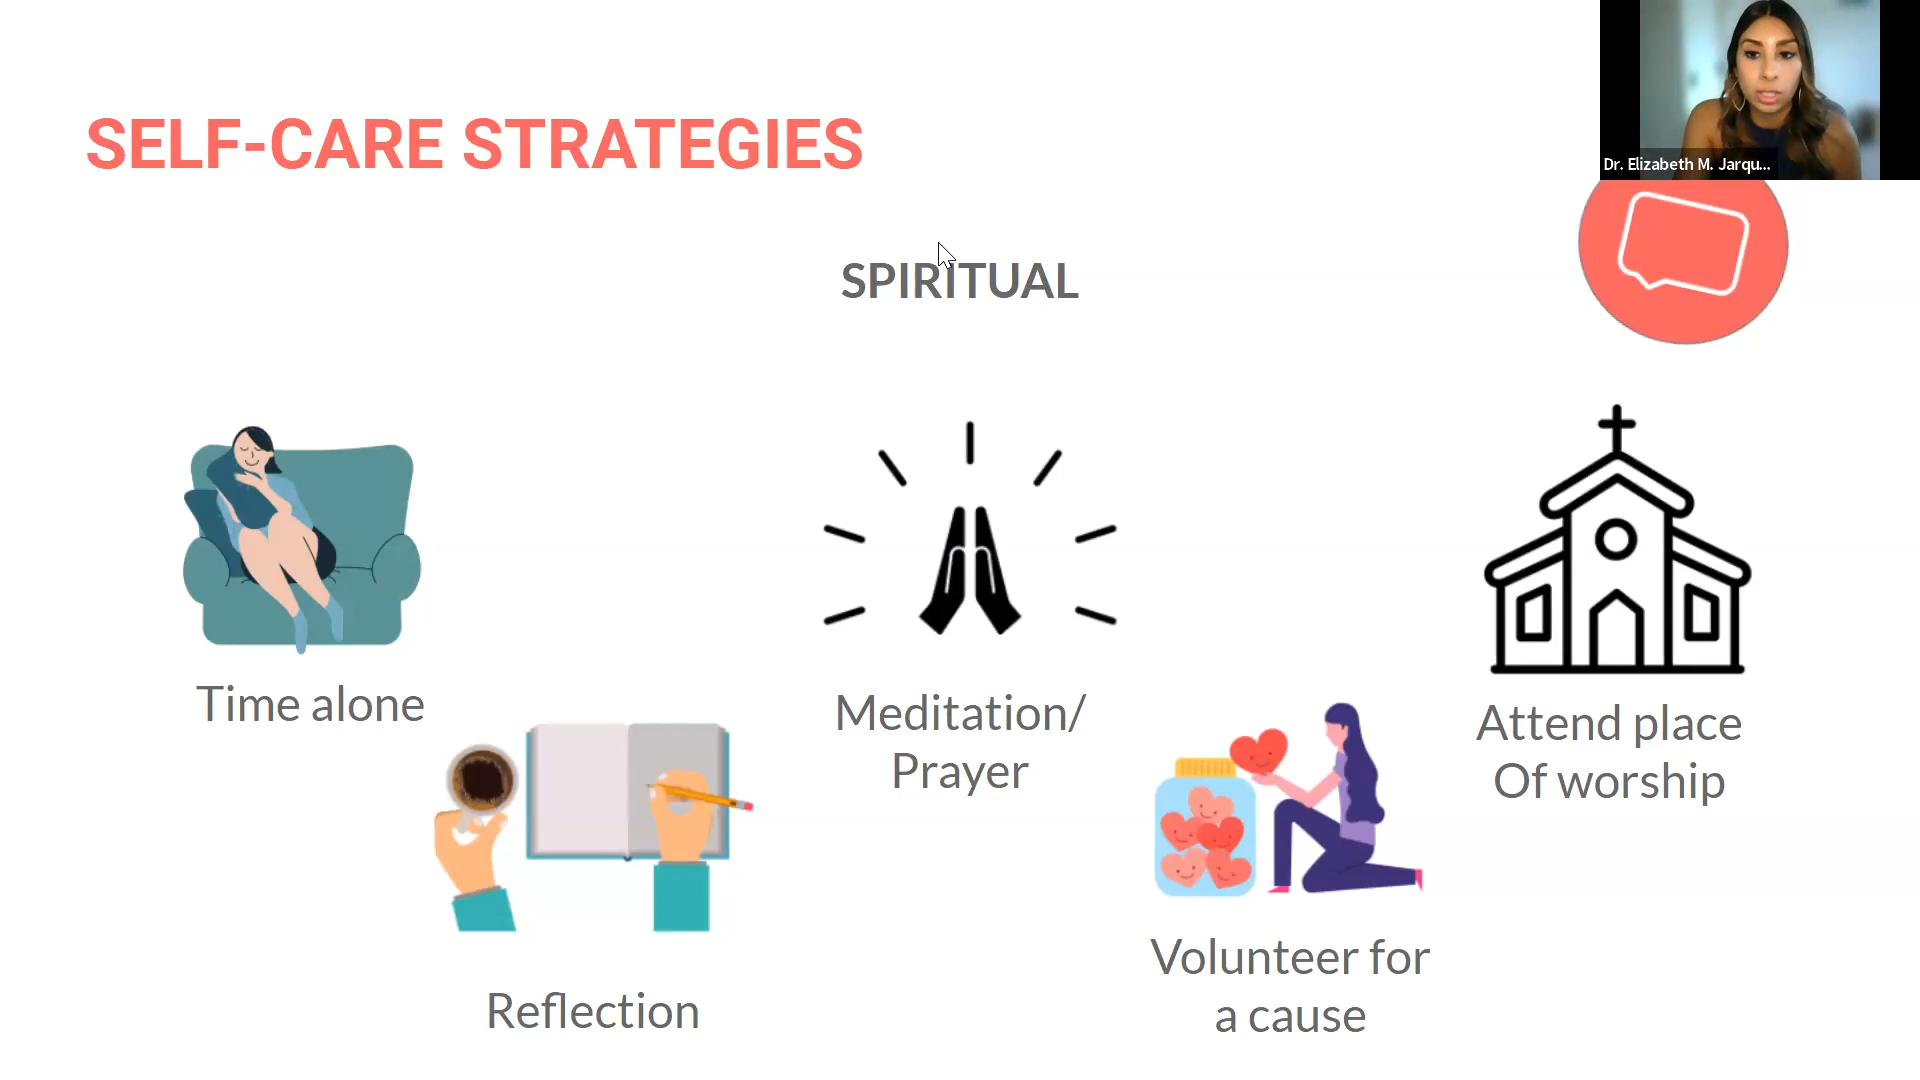 SELF-CARE STRATEGIES
Dr. Elizabeth M. Jarqu...
SPIRITUAL
Time alone
Meditation/
Prayer
Attend place
Of worship
Reflection
Volunteer for
a cause